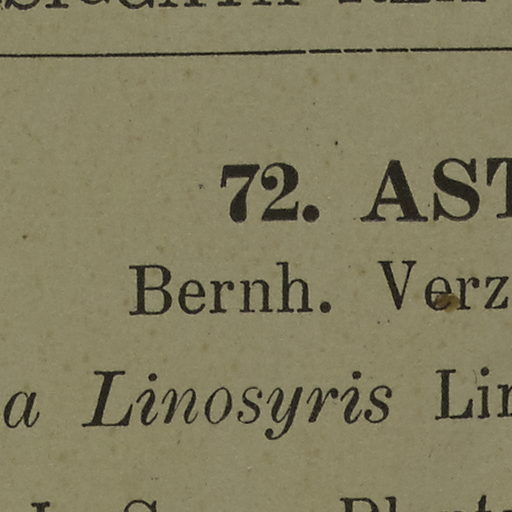 72. AST
Bernh. Verz
a Linosyris Lin